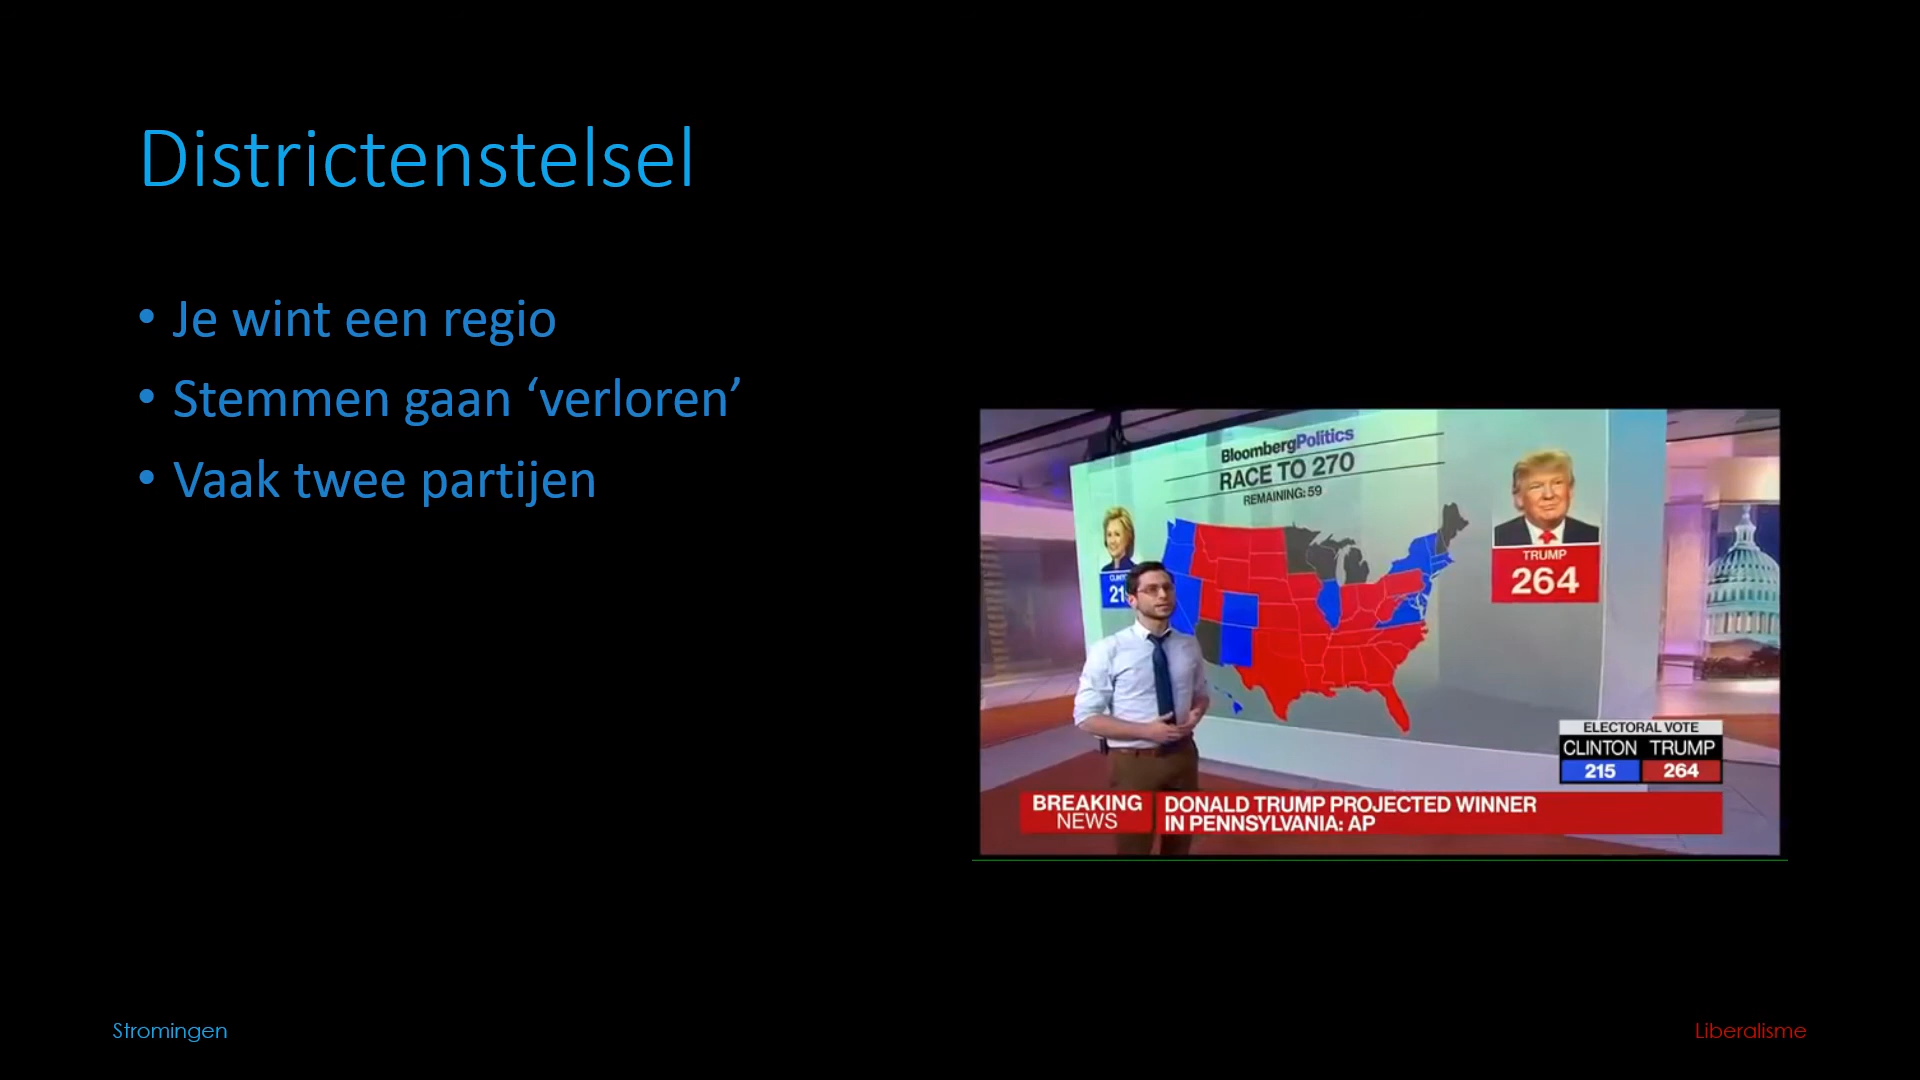 Districtenstelsel
• Je wint een regio
• Stemmen gaan ‘verloren’
• Vaak twee partijen
BloombergPolitics
RACE TO 270
REMAINING: 59
TRUMP
264
ELECTORAL VOTE
CLINTON TRUMP
215 264
BREAKING NEWS
DONALD TRUMP PROJECTED WINNER
IN PENNSYLVANIA: AP
Stromingen
Liberalisme